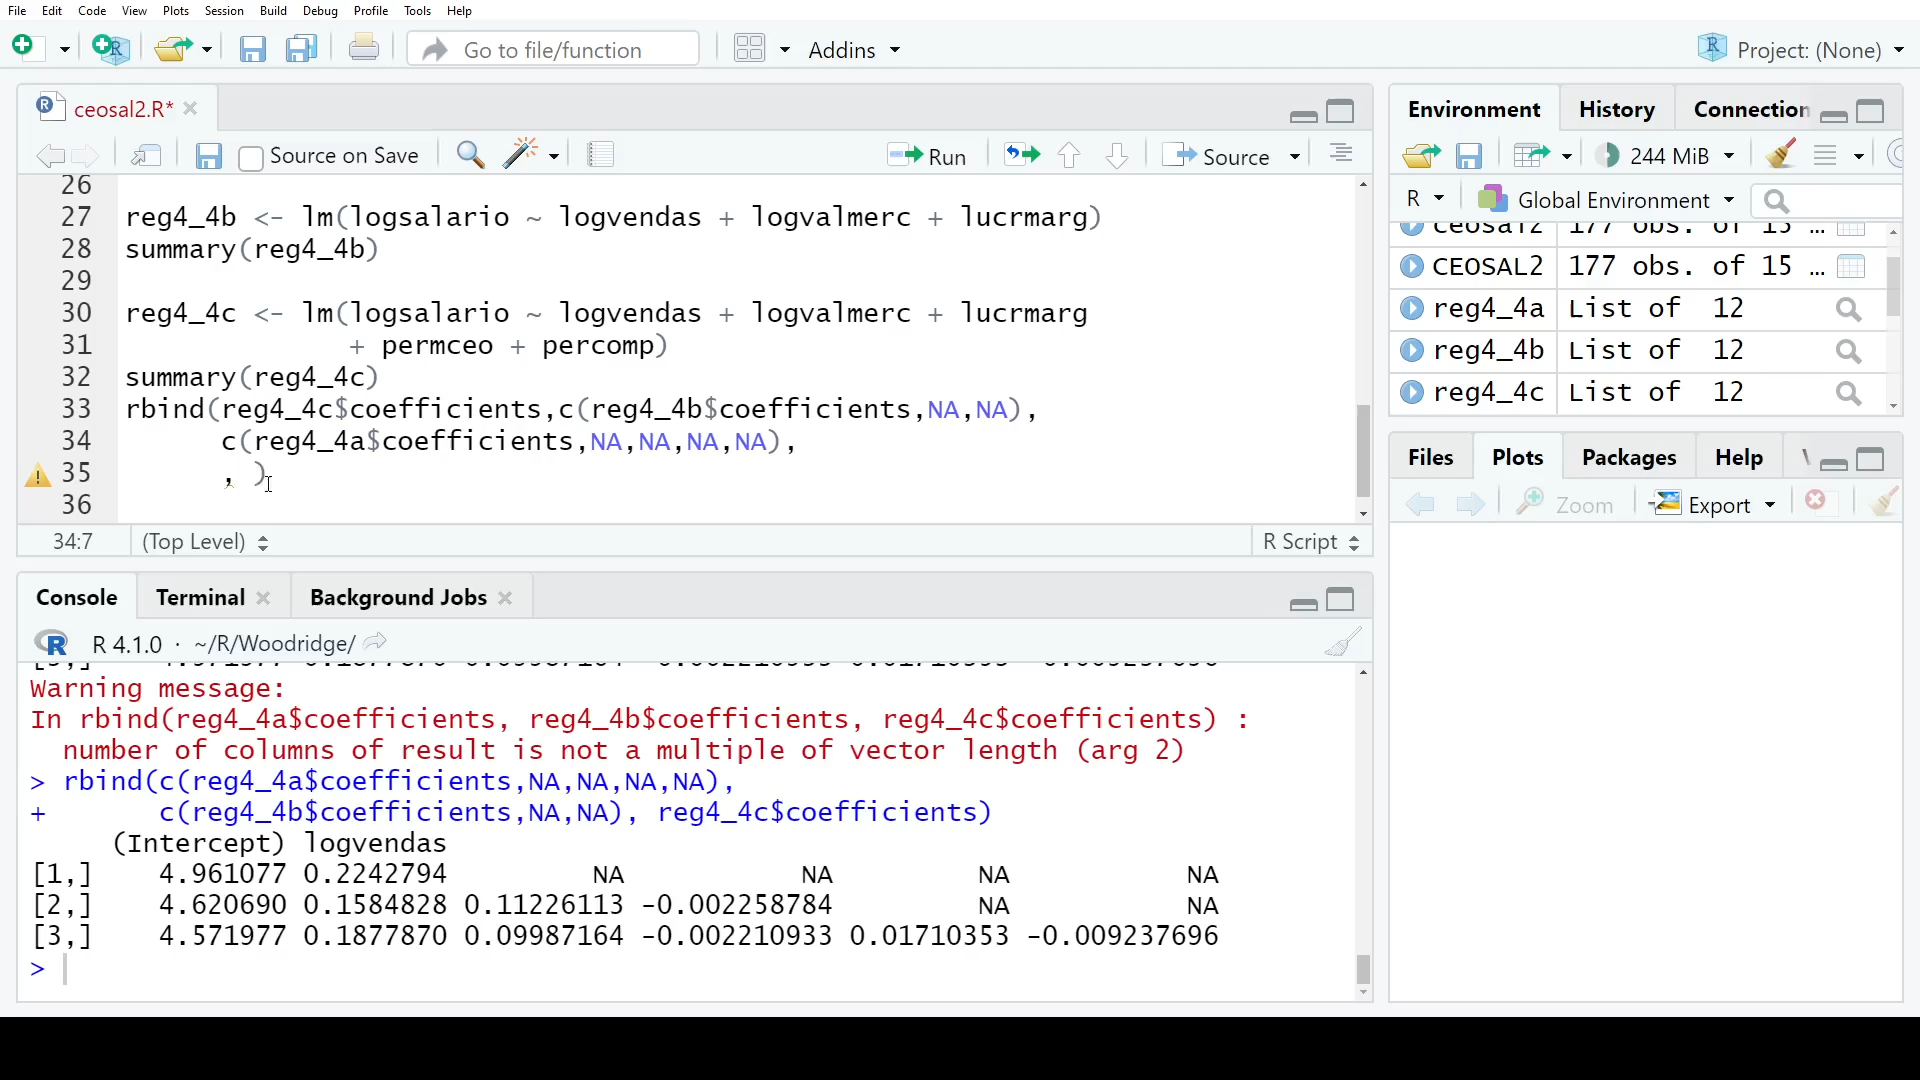 File Edit Code View Plots Session Build Debug Profile Tools Help
Go to file/function Addins Project: (None)
ceosal2.R*
Source on Save Run Source
26
27 reg4_4b <- lm(logsalario ~ logvendas + logvalmerc + lucrmarg)
28 summary(reg4_4b)
29
30 reg4_4c <- lm(logsalario ~ logvendas + logvalmerc + lucrmarg
31 + permceo + percomp)
32 summary(reg4_4c)
33 rbind(reg4_4c$coefficients,c(reg4_4b$coefficients,NA,NA),
34 c(reg4_4a$coefficients,NA,NA,NA,NA),
35 , )
36
34:7 (Top Level) R Script
Console Terminal Background Jobs
R 4.1.0 · ~/R/Woodridge/
Warning message:
In rbind(reg4_4a$coefficients, reg4_4b$coefficients, reg4_4c$coefficients) :
number of columns of result is not a multiple of vector length (arg 2)
> rbind(c(reg4_4a$coefficients,NA,NA,NA,NA),
+ c(reg4_4b$coefficients,NA,NA), reg4_4c$coefficients)
(Intercept) logvendas
[1,] 4.961077 0.2242794 NA NA NA NA
[2,] 4.620690 0.1584828 0.11226113 -0.002258784 NA NA
[3,] 4.571977 0.1877870 0.09987164 -0.002210933 0.01710353 -0.009237696
>
Environment History Connection
244 MiB
R Global Environment
ceosal2 177 obs. of 15 ...
CEOSAL2 177 obs. of 15 ...
reg4_4a List of 12
reg4_4b List of 12
reg4_4c List of 12
Files Plots Packages Help
Zoom Export